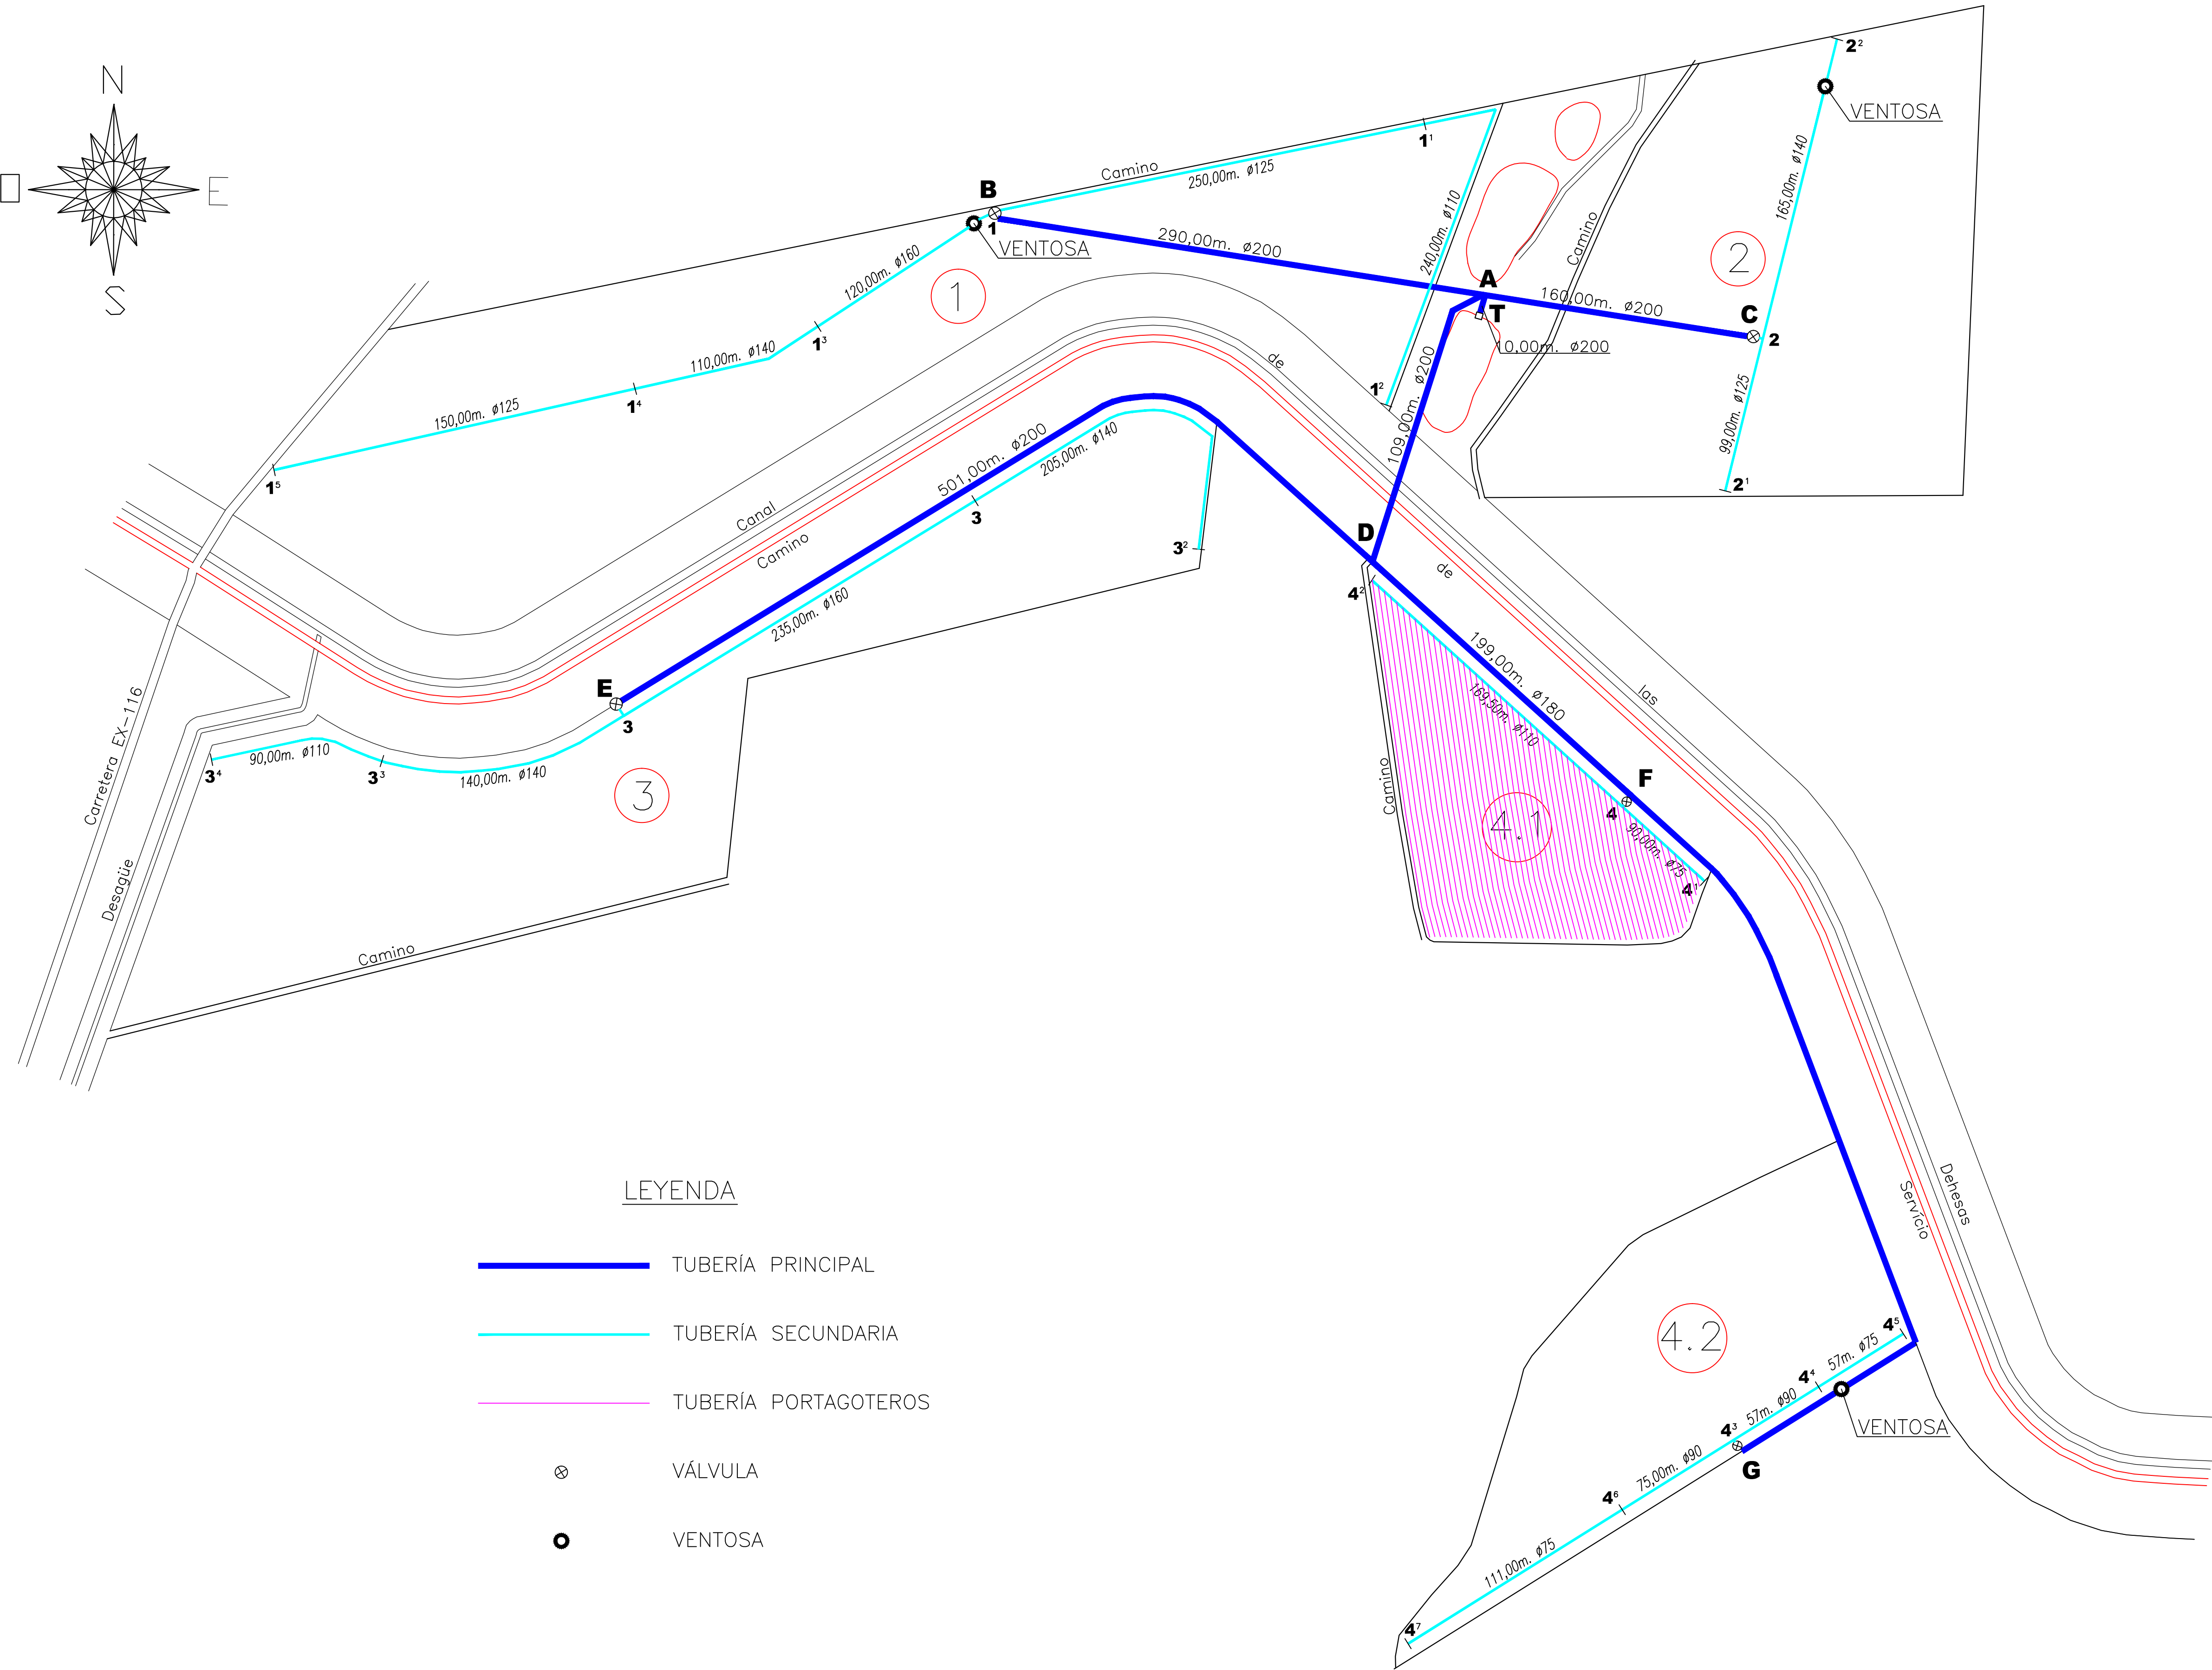 N
E
S
O
2²
VENTOSA
165,00m. ø140
1¹
Camino
250,00m. ø125
B
1
VENTOSA
240,00m. ø110
290,00m. ø200
Camino
2
120,00m. ø160
1
A
160,00m. ø200
T
C
2
1³
110,00m. ø140
10,00m. ø200
de
109,00m. ø200
1²
99,00m. ø125
1⁴
150,00m. ø125
1⁵
2¹
501,00m. ø200
205,00m. ø140
Canal
Camino
3
D
3²
de
4²
235,00m. ø160
199,00m. ø180
169,50m. ø110
las
E
3
Carretera EX-116
90,00m. ø110
3⁴
3³
140,00m. ø140
3
Camino
F
4
4.1
90,00m. ø75
4¹
Desagüe
Camino
Dehesas
Servicio
LEYENDA
TUBERÍA PRINCIPAL
TUBERÍA SECUNDARIA
TUBERÍA PORTAGOTEROS
VÁLVULA
VENTOSA
4.2
4⁵
57m. ø75
4⁴
57m. ø90
4³
VENTOSA
G
75,00m. ø90
4⁶
111,00m. ø75
4⁷